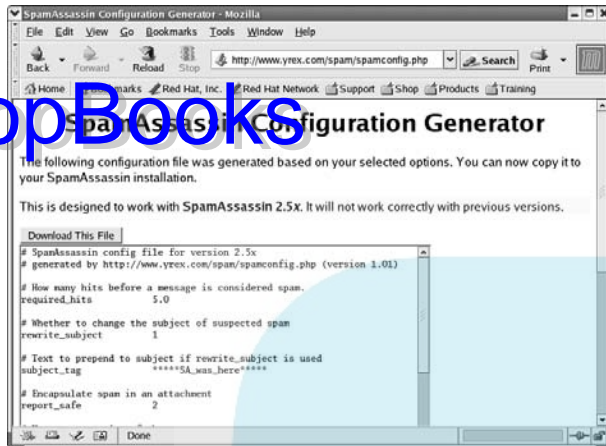 SpamAssassin Configuration Generator - Mozilla
File Edit View Go Bookmarks Tools Window Help
Back Forward Reload Stop http://www.yrex.com/spam/spamconfig.php Search Print
Home marks Red Hat, Inc. Red Hat Network Support Shop Products Training
opBooks
SpamAssassin Configuration Generator
The following configuration file was generated based on your selected options. You can now copy it to
your SpamAssassin installation.
This is designed to work with SpamAssassin 2.5x. It will not work correctly with previous versions.
Download This File
# SpamAssassin config file for version 2.5x
# generated by http://www.yrex.com/spam/spamconfig.php (version 1.01)
# How many hits before a message is considered spam.
required_hits 5.0
# Whether to change the subject of suspected spam
rewrite_subject 1
# Text to prepend to subject if rewrite_subject is used
subject_tag *****SA_was_here*****
# Encapsulate spam in an attachment
report_safe 2
Done